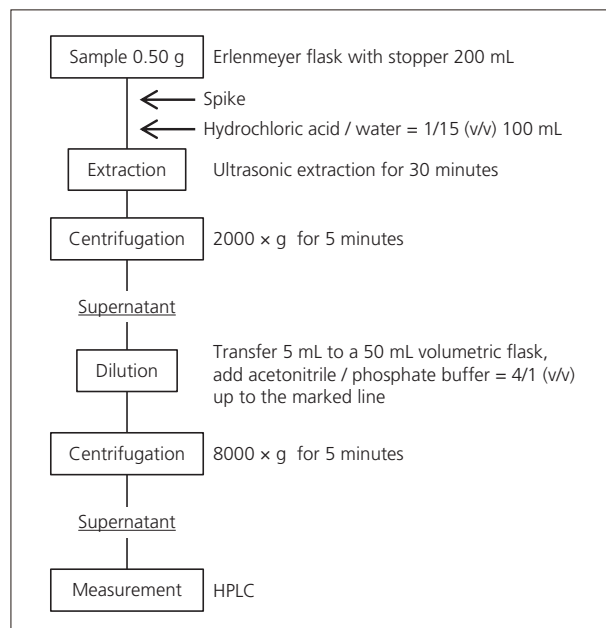 Sample 0.50 g Erlenmeyer flask with stopper 200 mL
Spike
Hydrochloric acid / water = 1/15 (v/v) 100 mL
Extraction Ultrasonic extraction for 30 minutes
Centrifugation 2000 × g for 5 minutes
Supernatant
Dilution
Transfer 5 mL to a 50 mL volumetric flask,
add acetonitrile / phosphate buffer = 4/1 (v/v)
up to the marked line
Centrifugation 8000 × g for 5 minutes
Supernatant
Measurement HPLC